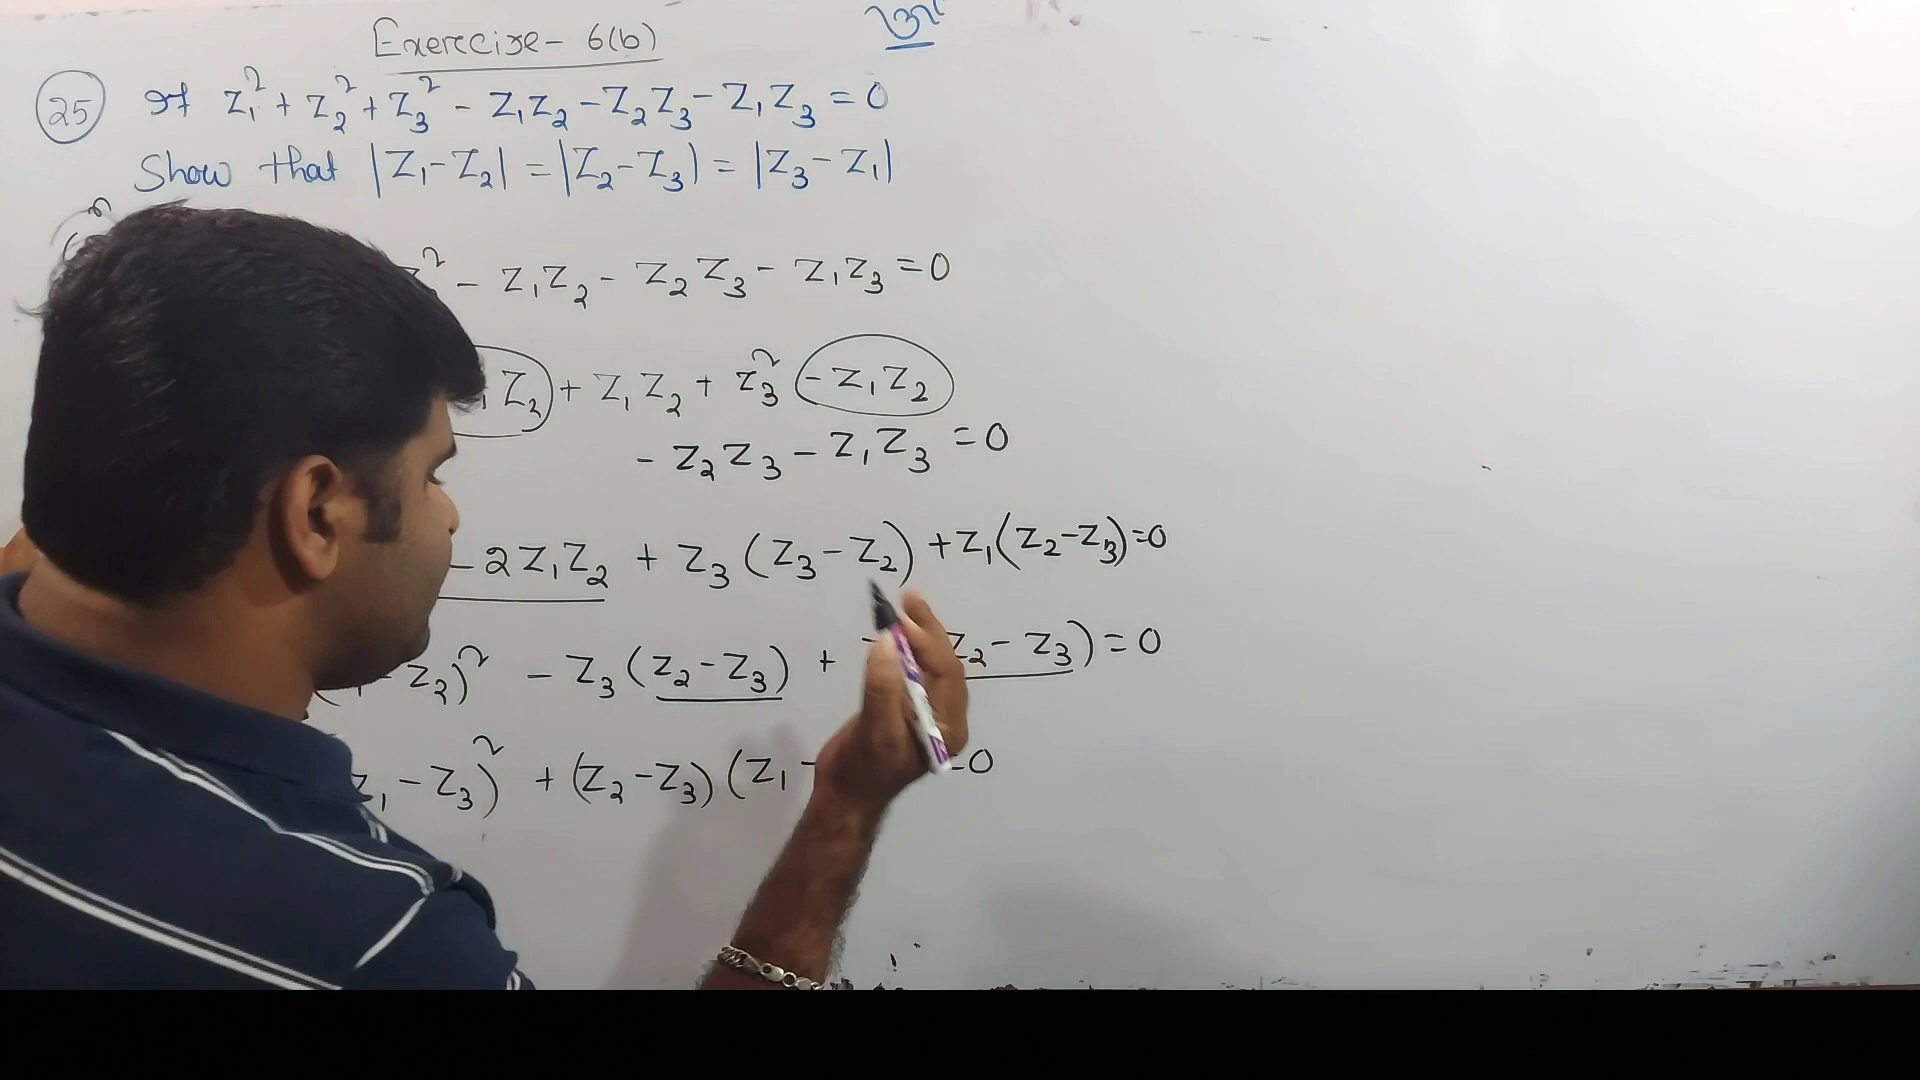 Exercise - 6(b)
25 If z₁² + z₂² + z₃² - z₁z₂ - z₂z₃ - z₁z₃ = 0
Show that |z₁-z₂| = |z₂-z₃) = |z₃-z₁|
² - z₁z₂ - z₂z₃ - z₁z₃ = 0
z₃ + z₁z₂ + z₃² - z₁z₂
- z₂z₃ - z₁z₃ = 0
- 2z₁z₂ + z₃(z₃-z₂) + z₁(z₂-z₃) = 0
z₂)² - z₃(z₂-z₃) + z₂-z₃) = 0
z₁-z₃)² + (z₂-z₃)(z₁ - = 0